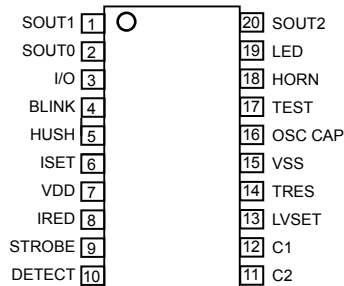 SOUT1 1 20 SOUT2
SOUT0 2 19 LED
I/O 3 18 HORN
BLINK 4 17 TEST
HUSH 5 16 OSC CAP
ISET 6 15 VSS
VDD 7 14 TRES
IRED 8 13 LVSET
STROBE 9 12 C1
DETECT 10 11 C2